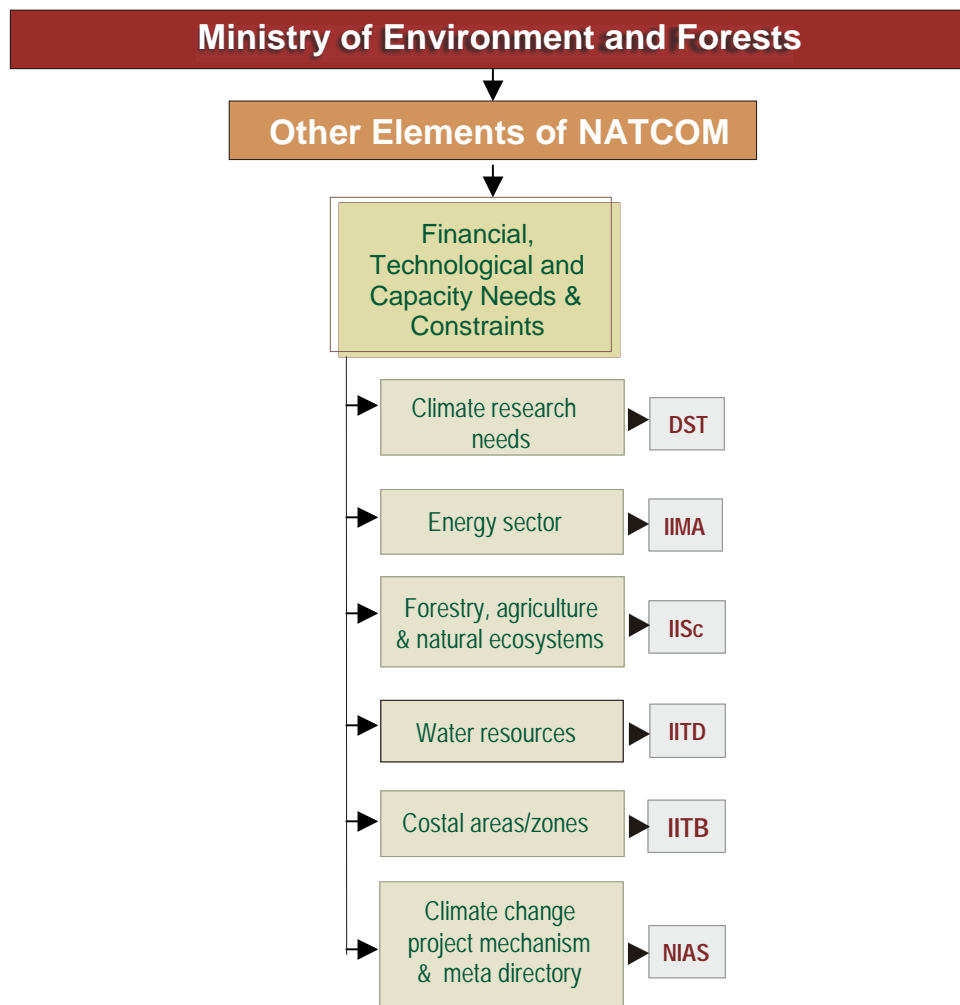 Ministry of Environment and Forests
Other Elements of NATCOM
Financial,
Technological and
Capacity Needs &
Constraints
Climate research
needs
DST
Energy sector
IIMA
Forestry, agriculture
& natural ecosystems
IISc
Water resources
IITD
Costal areas/zones
IITB
Climate change
project mechanism
& meta directory
NIAS